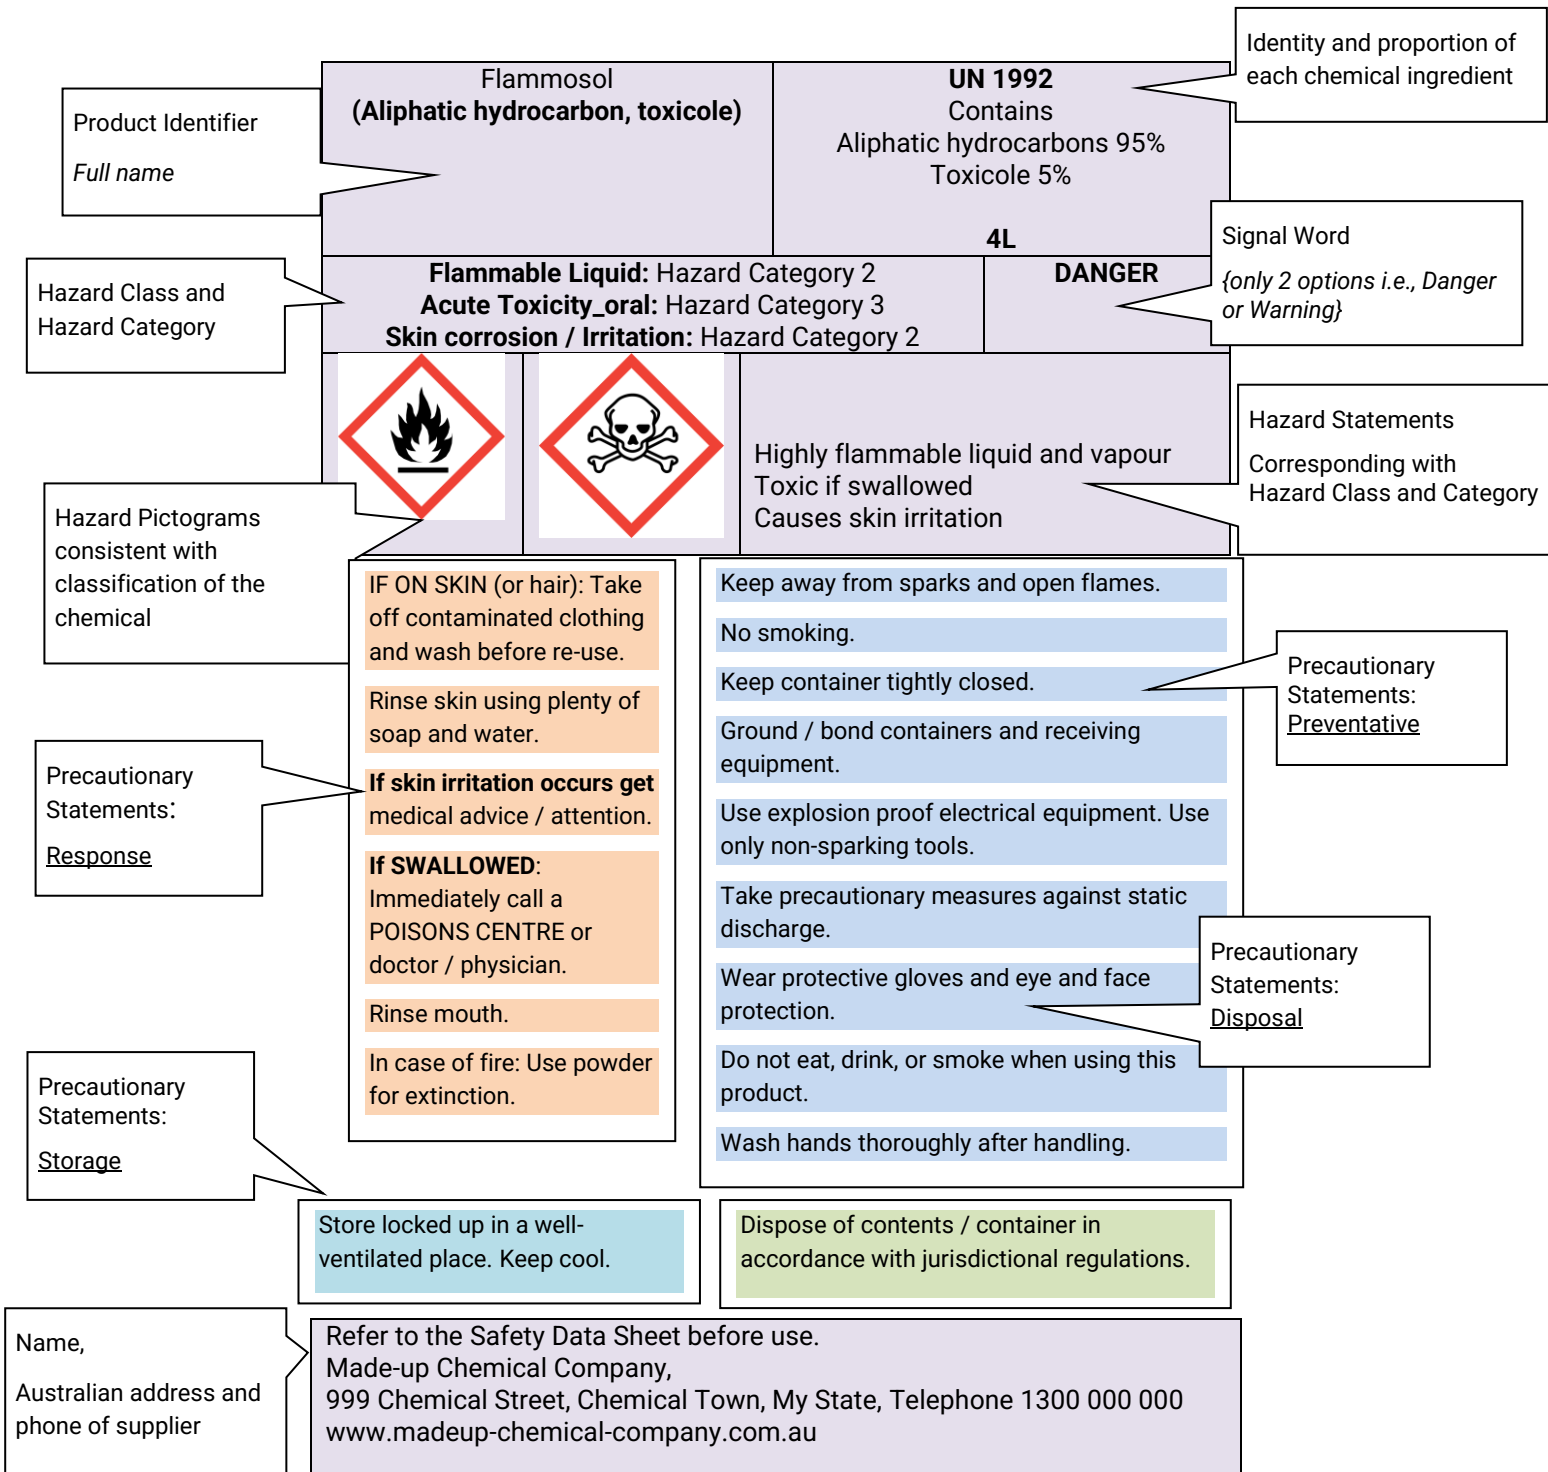 Identity and proportion of
each chemical ingredient
Product Identifier
Full name
Flammosol
(Aliphatic hydrocarbon, toxicole)
UN 1992
Contains
Aliphatic hydrocarbons 95%
Toxicole 5%
4L
Signal Word
{only 2 options i.e., Danger
or Warning}
Hazard Class and
Hazard Category
Flammable Liquid: Hazard Category 2
Acute Toxicity_oral: Hazard Category 3
Skin corrosion / Irritation: Hazard Category 2
DANGER
Hazard Statements
Corresponding with
Hazard Class and Category
Highly flammable liquid and vapour
Toxic if swallowed
Causes skin irritation
Hazard Pictograms
consistent with
classification of the
chemical
IF ON SKIN (or hair): Take
off contaminated clothing
and wash before re-use.
Rinse skin using plenty of
soap and water.
If skin irritation occurs get
medical advice / attention.
If SWALLOWED:
Immediately call a
POISONS CENTRE or
doctor / physician.
Rinse mouth.
In case of fire: Use powder
for extinction.
Keep away from sparks and open flames.
No smoking.
Keep container tightly closed.
Ground / bond containers and receiving
equipment.
Use explosion proof electrical equipment. Use
only non-sparking tools.
Take precautionary measures against static
discharge.
Wear protective gloves and eye and face
protection.
Do not eat, drink, or smoke when using this
product.
Wash hands thoroughly after handling.
Precautionary
Statements:
Preventative
Precautionary
Statements:
Response
Precautionary
Statements:
Disposal
Precautionary
Statements:
Storage
Store locked up in a well-
ventilated place. Keep cool.
Dispose of contents / container in
accordance with jurisdictional regulations.
Name,
Australian address and
phone of supplier
Refer to the Safety Data Sheet before use.
Made-up Chemical Company,
999 Chemical Street, Chemical Town, My State, Telephone 1300 000 000
www.madeup-chemical-company.com.au